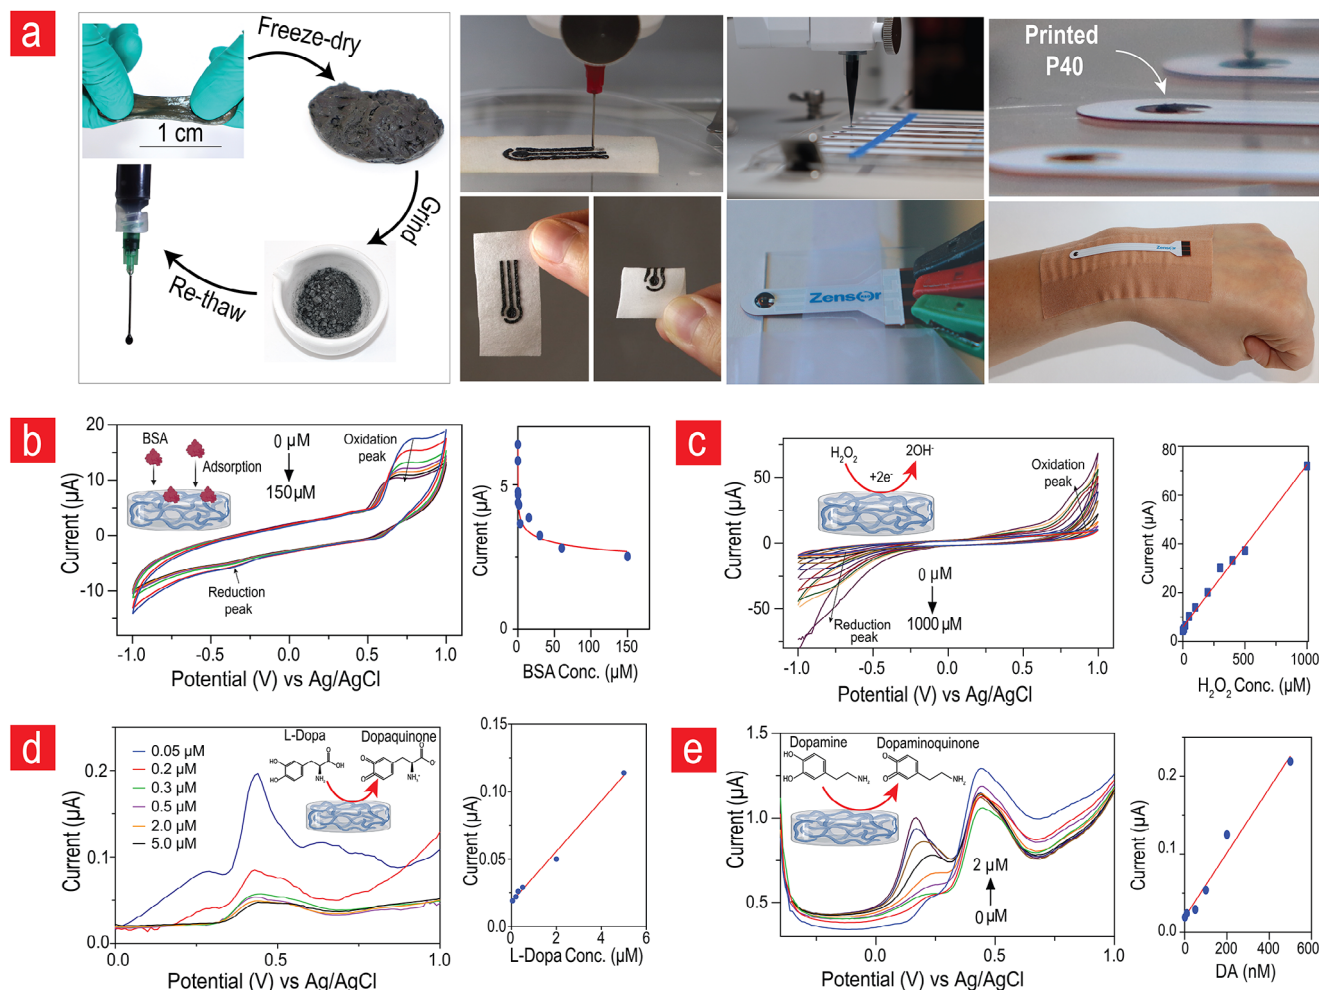 a
Freeze-dry
1 cm
Grind
Re-thaw
Printed
P40
Zensor
Zensor
b
20
10
0
-10
Current (µA)
BSA
Adsorption
0 µM
150µM
Oxidation
peak
Reduction
peak
-1.0
-0.5
0.0
0.5
1.0
Potential (V) vs Ag/AgCl
5
0
Current (µA)
0
50
100
150
BSA Conc. (µM)
c
50
0
-50
Current (µA)
H2O2
2OH-
+2e-
Oxidation
peak
0 µM
1000 µM
Reduction
peak
-1.0
-0.5
0.0
0.5
1.0
Potential (V) vs Ag/AgCl
80
60
40
20
0
Current (µA)
0
500
1000
H2O2 Conc. (µM)
d
0.2
0.1
0.0
Current (µA)
0.05 µM
0.2 µM
0.3 µM
0.5 µM
2.0 µM
5.0 µM
L-Dopa
Dopaquinone
0.0
0.5
1.0
Potential (V) vs Ag/AgCl
0.15
0.10
0.05
0.00
Current (µA)
0
2
4
6
L-Dopa Conc. (µM)
e
1.5
1.0
0.5
Current (µA)
Dopamine
Dopaminoquinone
HO
HO
NH2
O
O
NH2
2 µM
0 µM
0.0
0.5
1.0
Potential (V) vs Ag/AgCl
0.2
0.1
0.0
Current (µA)
0
200
400
600
DA (nM)